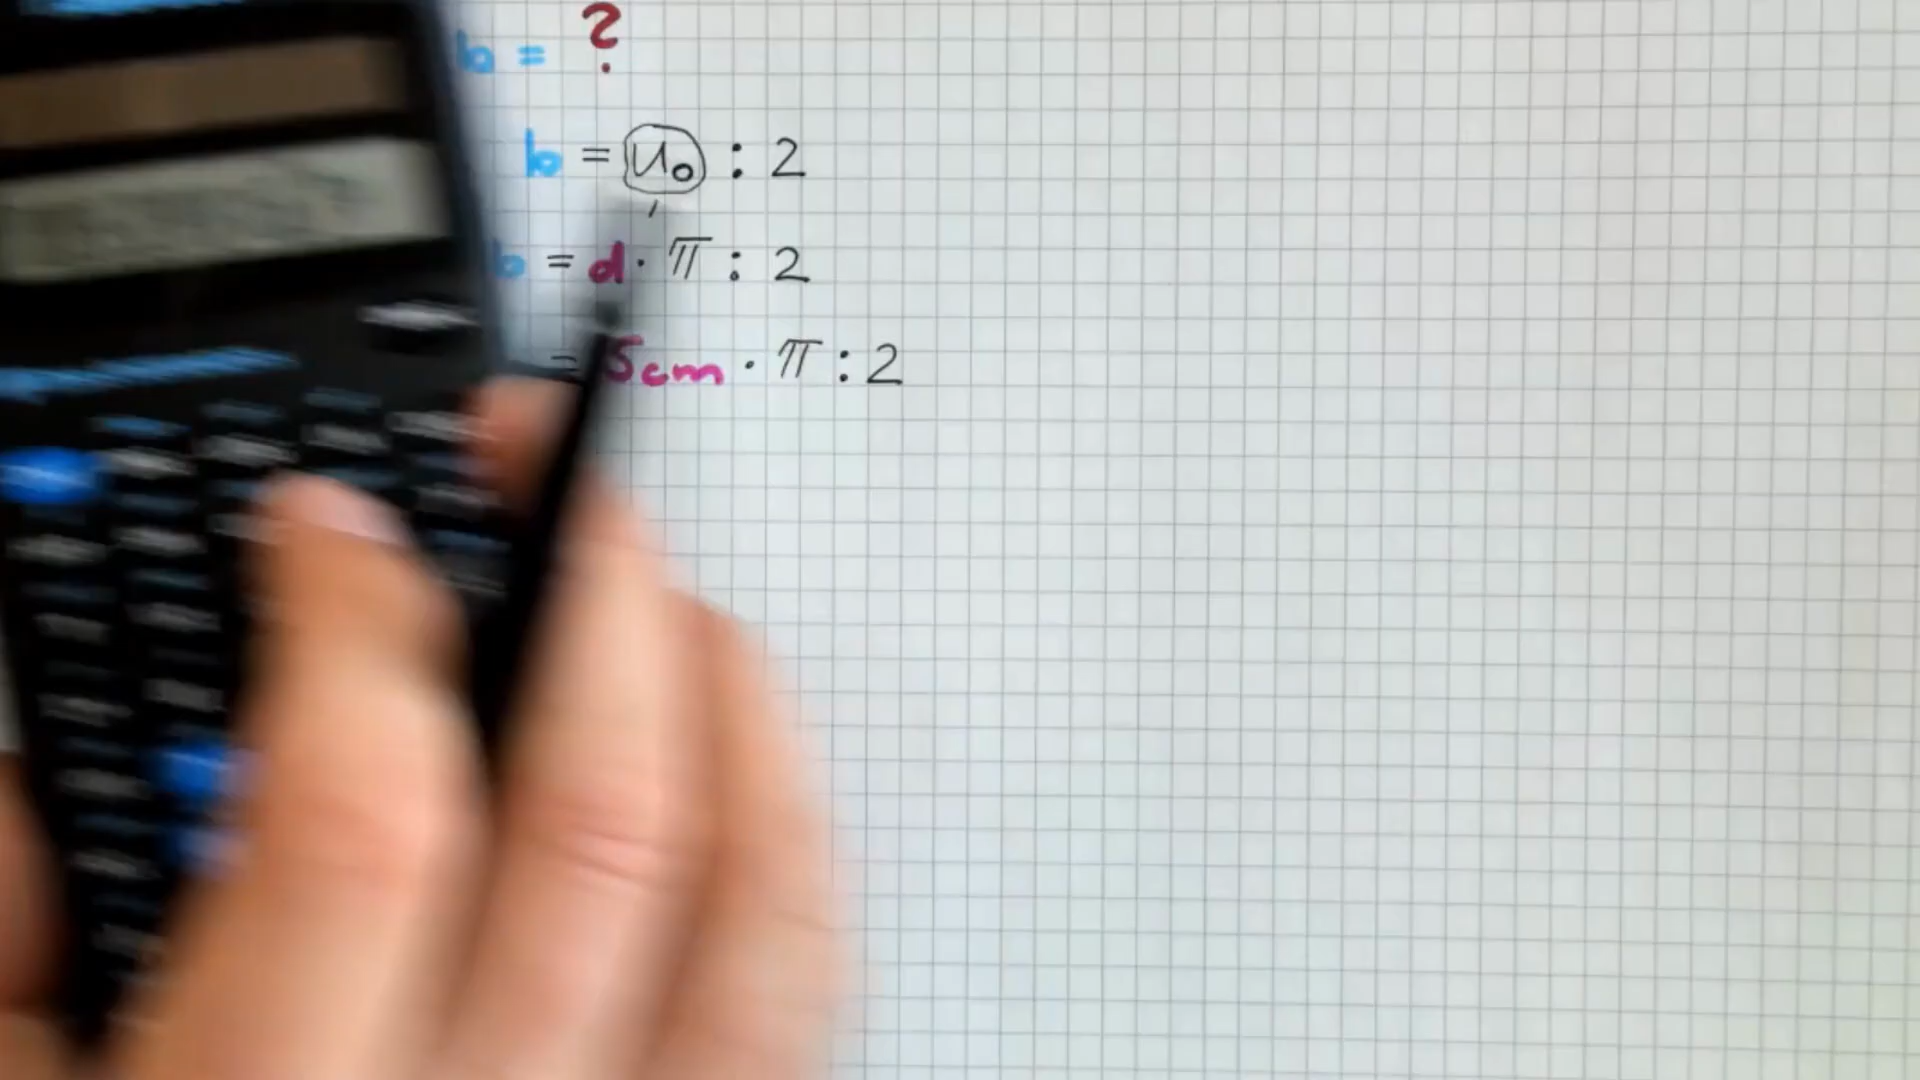 b = ?
b = u₀ : 2
b = d · π : 2
= 5cm · π : 2